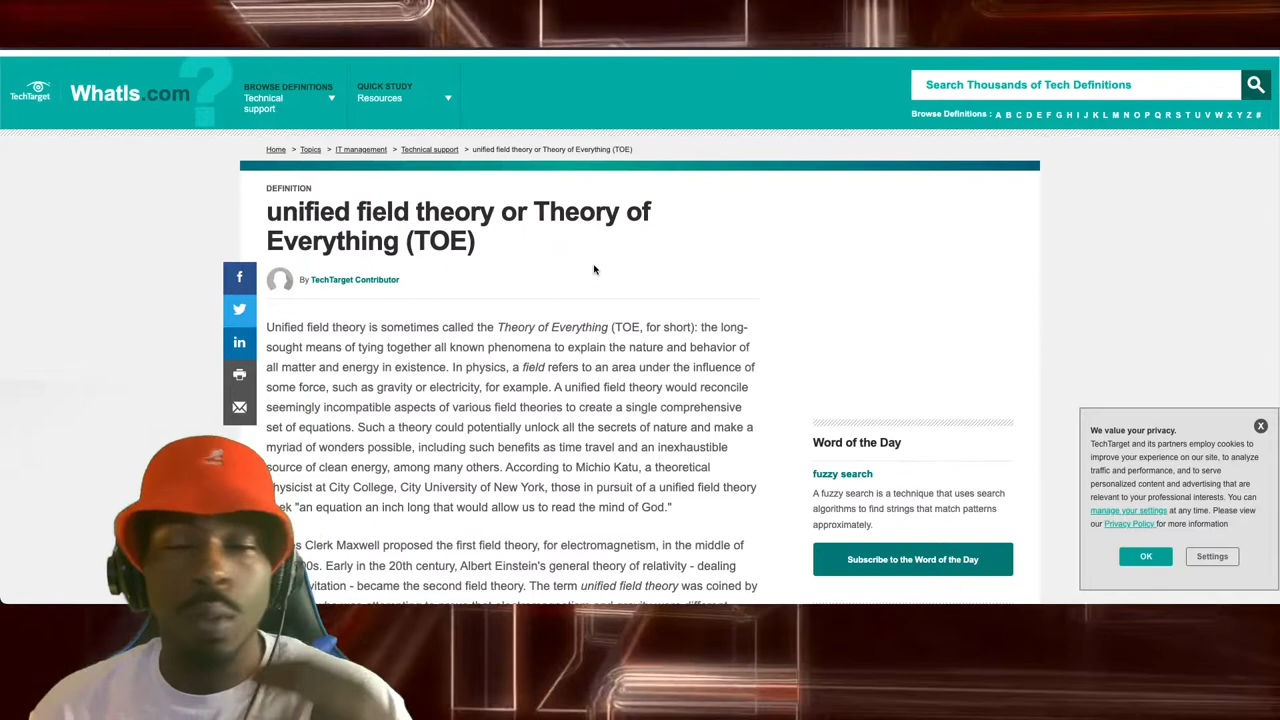 TechTarget
WhatIs.com
?
BROWSE DEFINITIONS
Technical
support
QUICK STUDY
Resources
Search Thousands of Tech Definitions
Browse Definitions : A B C D E F G H I J K L M N O P Q R S T U V W X Y Z #
Home > Topics > IT management > Technical support > unified field theory or Theory of Everything (TOE)
DEFINITION
unified field theory or Theory of
Everything (TOE)
By TechTarget Contributor
f
in
Unified field theory is sometimes called the Theory of Everything (TOE, for short): the long-
sought means of tying together all known phenomena to explain the nature and behavior of
all matter and energy in existence. In physics, a field refers to an area under the influence of
some force, such as gravity or electricity, for example. A unified field theory would reconcile
seemingly incompatible aspects of various field theories to create a single comprehensive
set of equations. Such a theory could potentially unlock all the secrets of nature and make a
myriad of wonders possible, including such benefits as time travel and an inexhaustible
source of clean energy, among many others. According to Michio Katu, a theoretical
hysicist at City College, City University of New York, those in pursuit of a unified field theory
ek "an equation an inch long that would allow us to read the mind of God."
s Clerk Maxwell proposed the first field theory, for electromagnetism, in the middle of
00s. Early in the 20th century, Albert Einstein's general theory of relativity - dealing
vitation - became the second field theory. The term unified field theory was coined by
Word of the Day
fuzzy search
A fuzzy search is a technique that uses search
algorithms to find strings that match patterns
approximately.
Subscribe to the Word of the Day
X
We value your privacy.
TechTarget and its partners employ cookies to
improve your experience on our site, to analyze
traffic and performance, and to serve
personalized content and advertising that are
relevant to your professional interests. You can
manage your settings at any time. Please view
our Privacy Policy for more information
OK
Settings